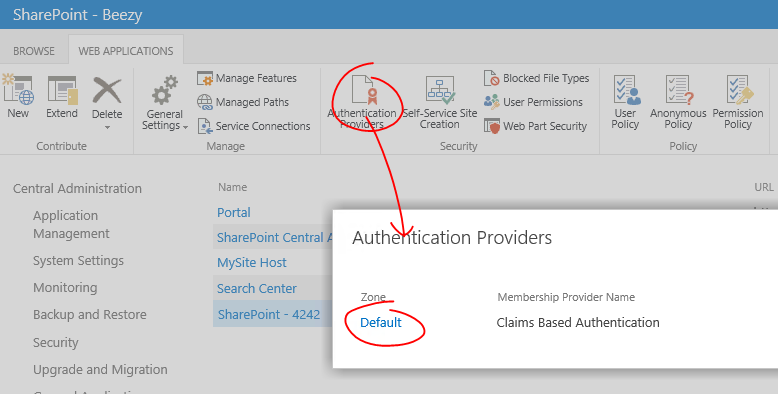 SharePoint - Beezy
BROWSE WEB APPLICATIONS
New
Extend
Delete
General
Settings
Manage Features
Managed Paths
Service Connections
Authentication
Providers
Self-Service Site
Creation
Blocked File Types
User Permissions
Web Part Security
User
Policy
Anonymous
Policy
Permission
Policy
Contribute Manage Security Policy
Central Administration
Application
Management
System Settings
Monitoring
Backup and Restore
Security
Upgrade and Migration
Name URL
Portal
SharePoint Central A
MySite Host
Search Center
SharePoint - 4242
Authentication Providers
Zone Membership Provider Name
Default Claims Based Authentication